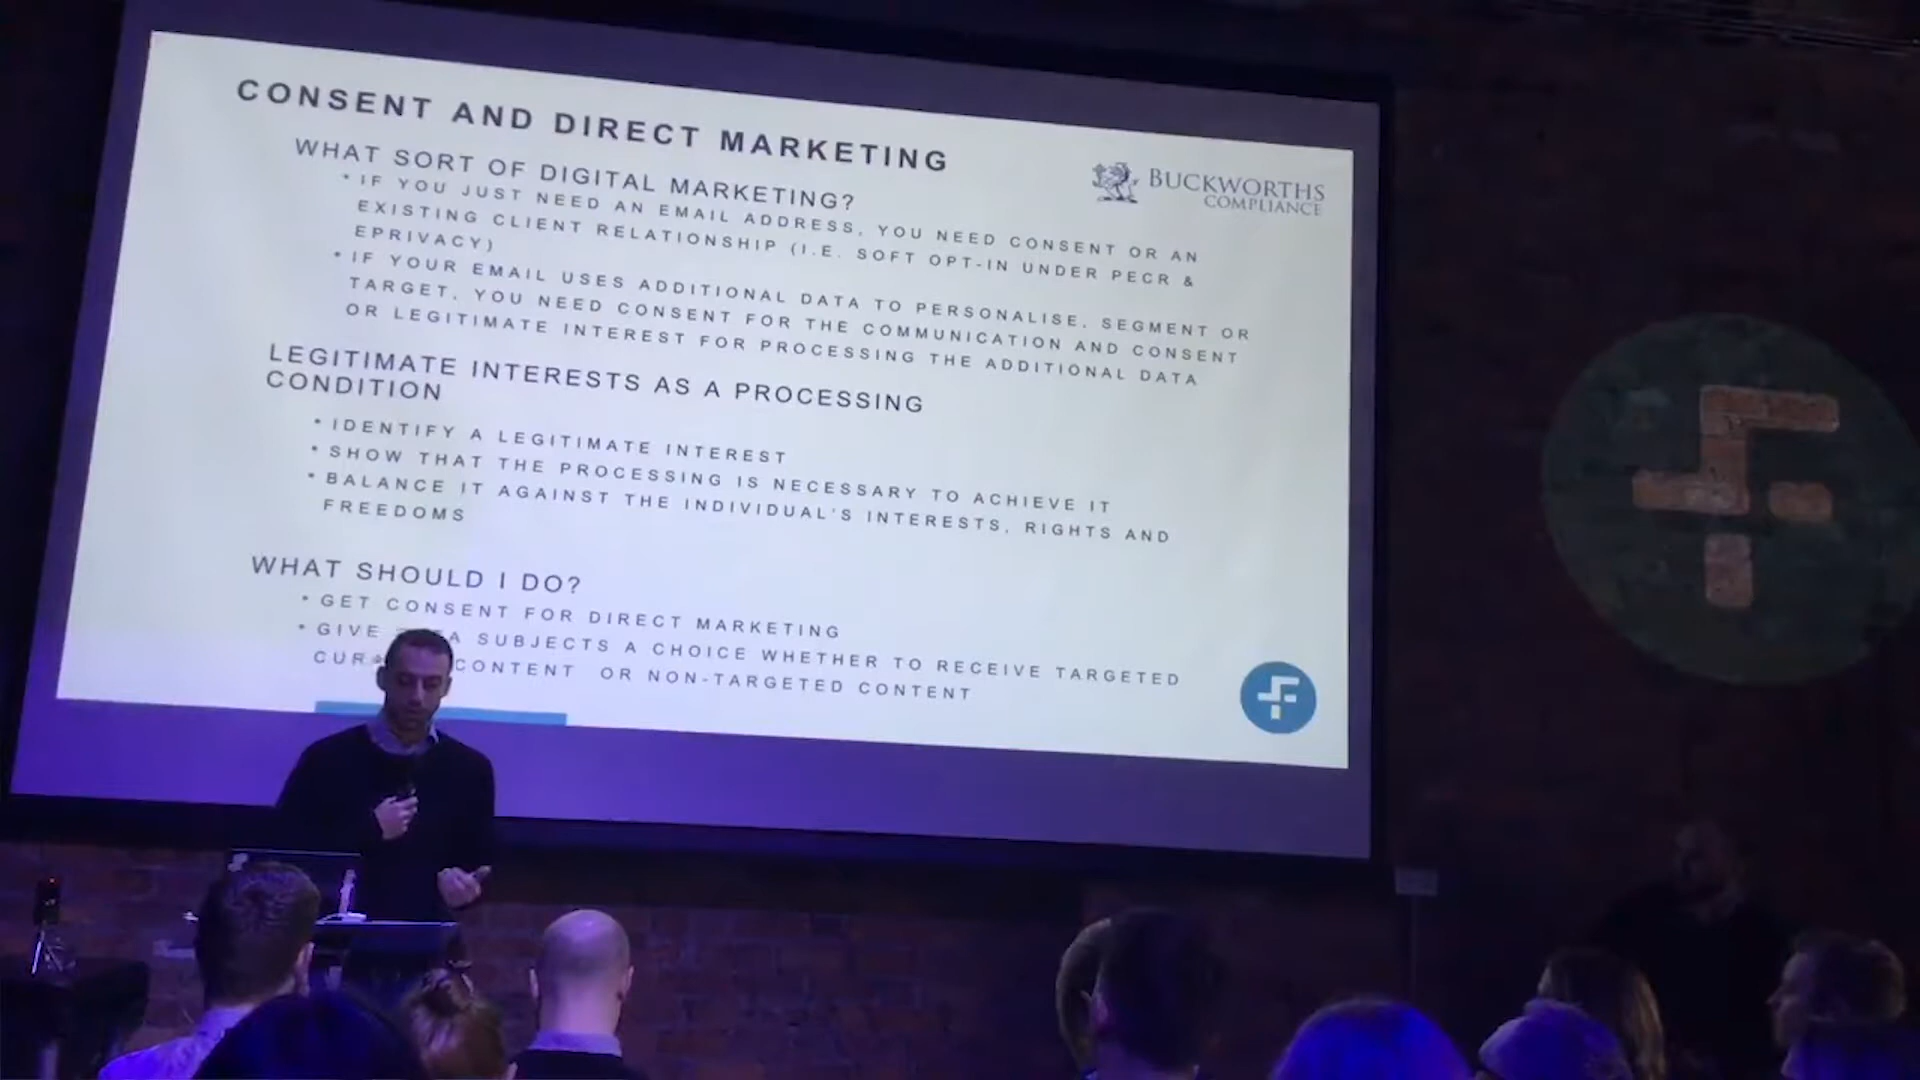 CONSENT AND DIRECT MARKETING
BUCKWORTHS
COMPLIANCE
WHAT SORT OF DIGITAL MARKETING?
* IF YOU JUST NEED AN EMAIL ADDRESS, YOU NEED CONSENT OR AN
EXISTING CLIENT RELATIONSHIP (I.E. SOFT OPT-IN UNDER PECR &
EPRIVACY)
* IF YOUR EMAIL USES ADDITIONAL DATA TO PERSONALISE, SEGMENT OR
TARGET, YOU NEED CONSENT FOR THE COMMUNICATION AND CONSENT
OR LEGITIMATE INTEREST FOR PROCESSING THE ADDITIONAL DATA
LEGITIMATE INTERESTS AS A PROCESSING
CONDITION
* IDENTIFY A LEGITIMATE INTEREST
* SHOW THAT THE PROCESSING IS NECESSARY TO ACHIEVE IT
* BALANCE IT AGAINST THE INDIVIDUAL'S INTERESTS, RIGHTS AND
FREEDOMS
WHAT SHOULD I DO?
* GET CONSENT FOR DIRECT MARKETING
* GIVE SUBJECTS A CHOICE WHETHER TO RECEIVE TARGETED
CONTENT OR NON-TARGETED CONTENT